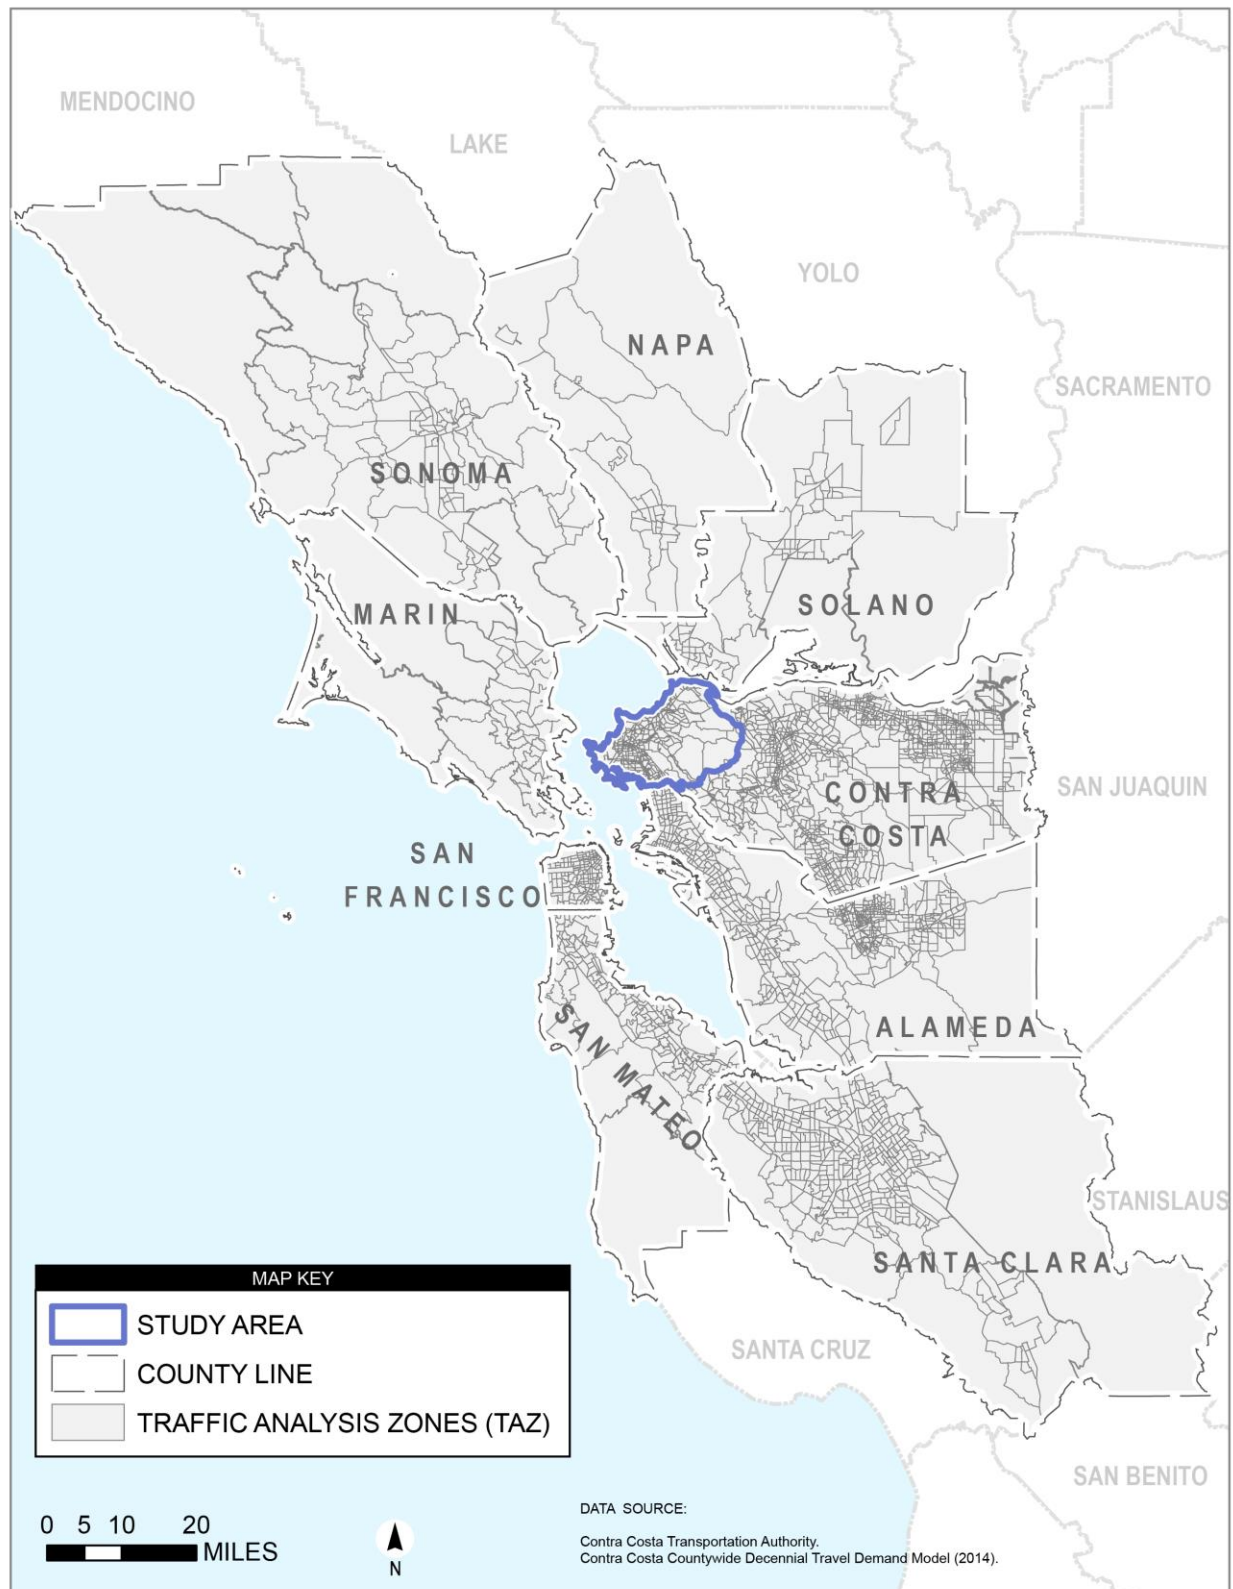 MENDOCINO
LAKE
YOLO
NAPA
SACRAMENTO
SONOMA
SOLANO
MARIN
SAN JUAQUIN
CONTRA
COSTA
SAN
FRANCISCO
SAN MATEO
ALAMEDA
STANISLAUS
SANTA CLARA
SANTA CRUZ
SAN BENITO
MAP KEY
STUDY AREA
COUNTY LINE
TRAFFIC ANALYSIS ZONES (TAZ)
0 5 10 20
MILES
N
DATA SOURCE:
Contra Costa Transportation Authority.
Contra Costa Countywide Decennial Travel Demand Model (2014).